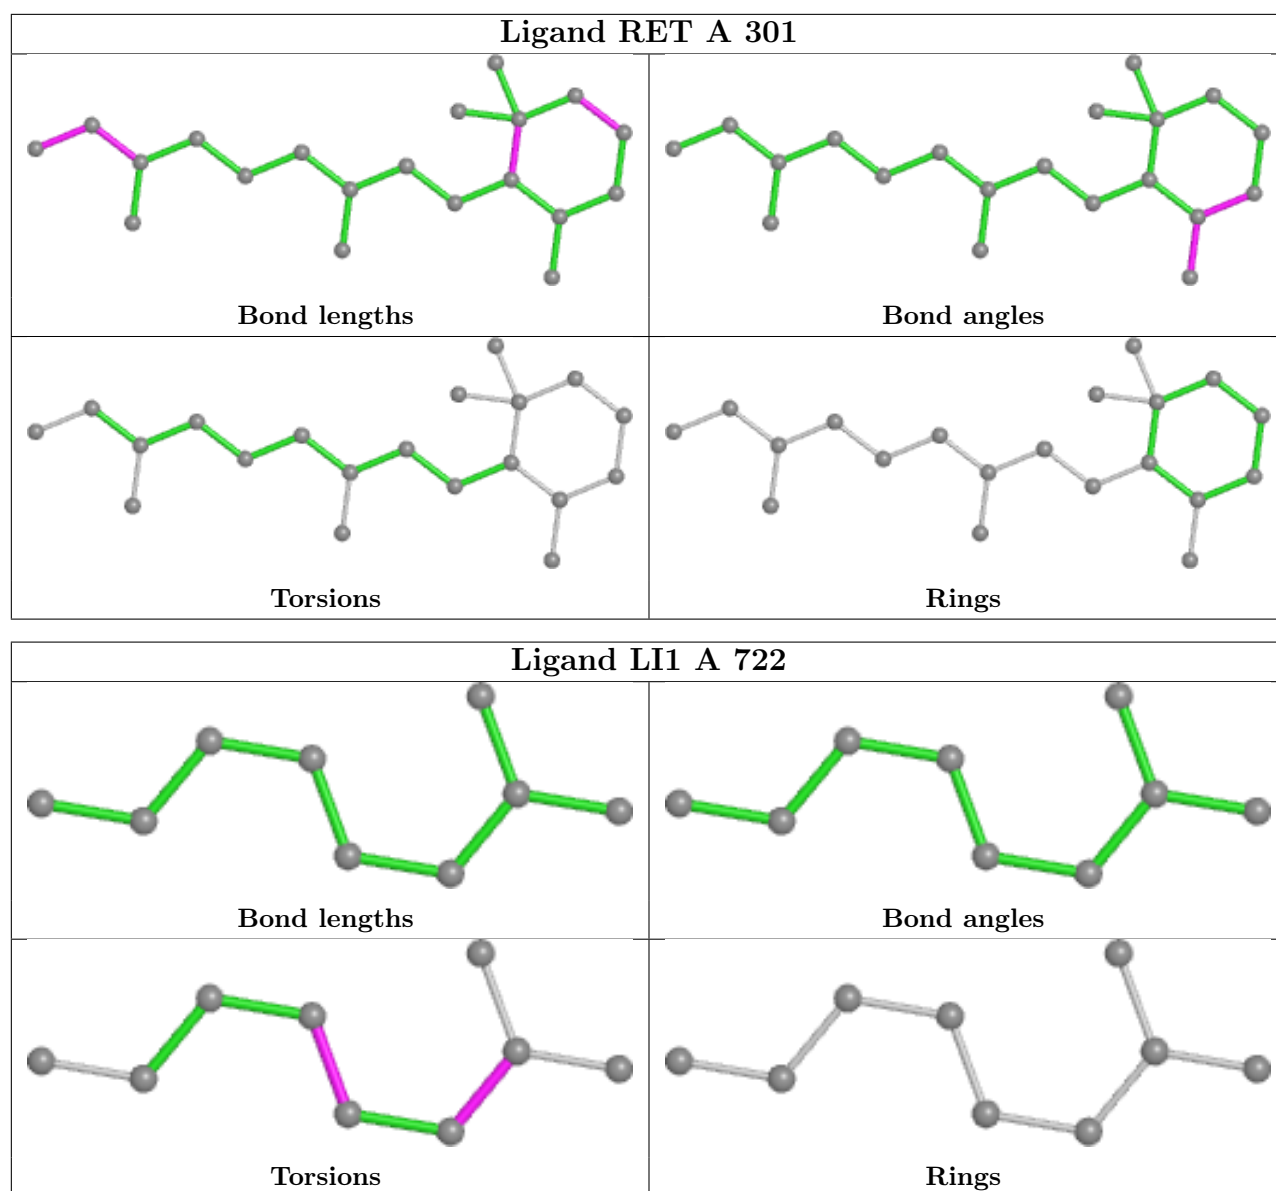 Ligand RET A 301
Bond lengths
Bond angles
Torsions
Rings
Ligand LI1 A 722
Bond lengths
Bond angles
Torsions
Rings